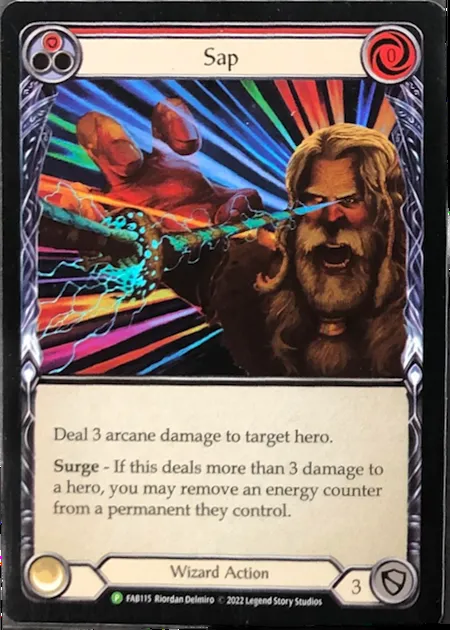 Sap
0
Deal 3 arcane damage to target hero.
Surge - If this deals more than 3 damage to
a hero, you may remove an energy counter
from a permanent they control.
Wizard Action
3
P FAB115 Riordan Delmiro © 2022 Legend Story Studios